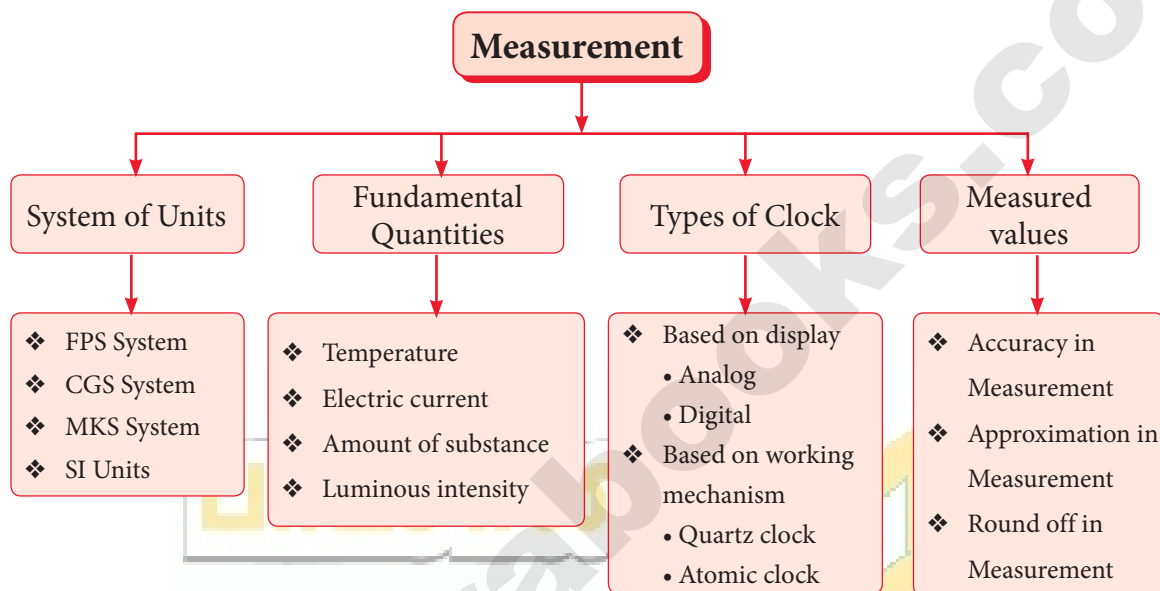 Measurement
System of Units
Fundamental
Quantities
Types of Clock
Measured
values
❖ FPS System
❖ CGS System
❖ MKS System
❖ SI Units
❖ Temperature
❖ Electric current
❖ Amount of substance
❖ Luminous intensity
❖ Based on display
• Analog
• Digital
❖ Based on working
mechanism
• Quartz clock
• Atomic clock
❖ Accuracy in
Measurement
❖ Approximation in
Measurement
❖ Round off in
Measurement